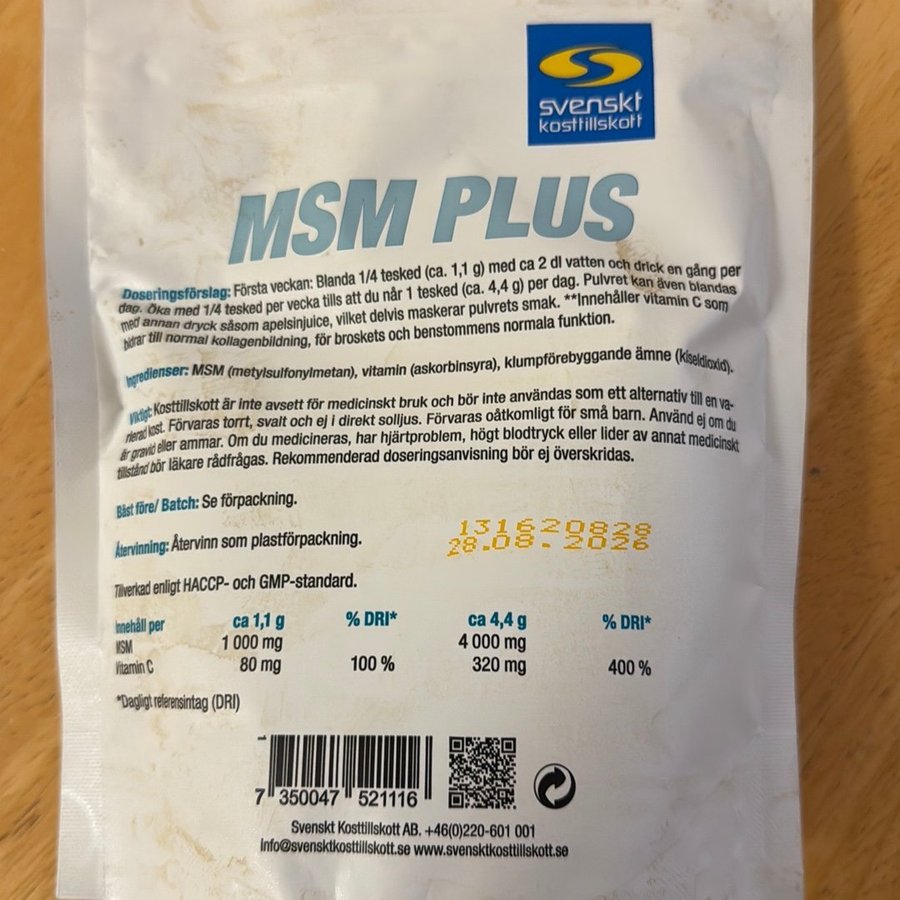 svenskt
kosttillskott
MSM PLUS
Doseringsförslag: Första veckan: Blanda 1/4 tesked (ca. 1,1 g) med ca 2 dl vatten och drick en gång per
dag. Öka med 1/4 tesked per vecka tills att du når 1 tesked (ca. 4,4 g) per dag. Pulvret kan även blandas
med annan dryck såsom apelsinjuice, vilket delvis maskerar pulvrets smak. **Innehåller vitamin C som
bidrar till normal kollagenbildning, för broskets och benstommens normala funktion.
Ingredienser: MSM (metylsulfonylmetan), vitamin (askorbinsyra), klumpförebyggande ämne (kiseldioxid).
Viktigt: Kosttillskott är inte avsett för medicinskt bruk och bör inte användas som ett alternativ till en va-
rierad kost. Förvaras torrt, svalt och ej i direkt solljus. Förvaras oåtkomligt för små barn. Använd ej om du
är gravid eller ammar. Om du medicineras, har hjärtproblem, högt blodtryck eller lider av annat medicinskt
tillstånd bör läkare rådfrågas. Rekommenderad doseringsanvisning bör ej överskridas.
Bäst före/ Batch: Se förpackning.
131620828
28.08.2026
Återvinning: Återvinn som plastförpackning.
Tillverkad enligt HACCP- och GMP-standard.
Innehåll per ca 1,1 g % DRI* ca 4,4 g % DRI*
MSM 1 000 mg 4 000 mg
Vitamin C 80 mg 100 % 320 mg 400 %
*Dagligt referensintag (DRI)
1
7 350047 521116
Svenskt Kosttillskott AB. +46(0)220-601 001
info@svensktkosttillskott.se www.svensktkosttillskott.se